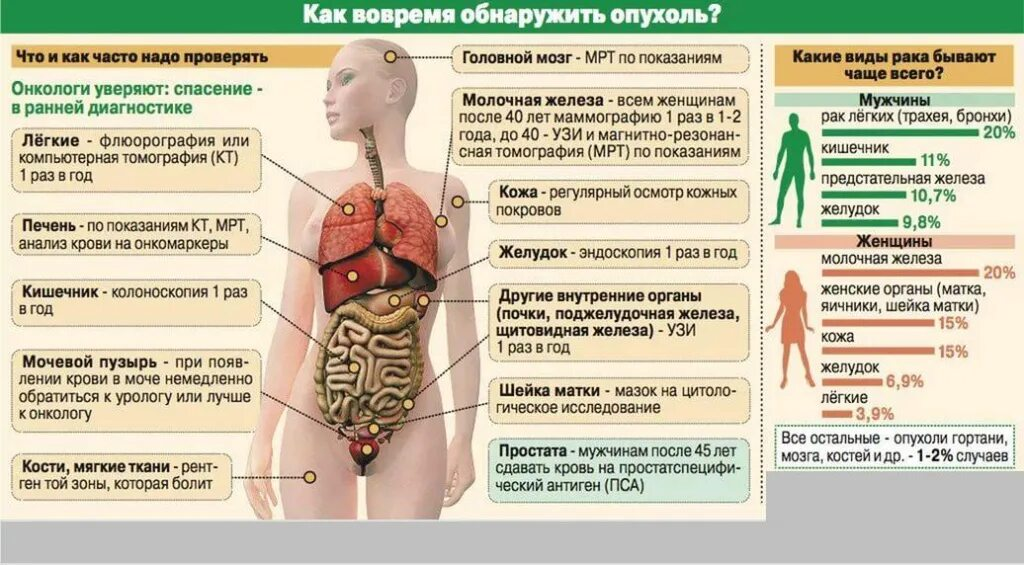 Как вовремя обнаружить опухоль?
Что и как часто надо проверять
Онкологи уверяют: спасение -
в ранней диагностике
Лёгкие - флюорография или
компьютерная томография (КТ)
1 раз в год
Печень - по показаниям КТ, МРТ,
анализ крови на онкомаркеры
Кишечник - колоноскопия 1 раз
в год
Мочевой пузырь - при появ-
лении крови в моче немедленно
обратиться к урологу или лучше
к онкологу
Кости, мягкие ткани - рент-
ген той зоны, которая болит
Головной мозг - МРТ по показаниям
Молочная железа - всем женщинам
после 40 лет маммографию 1 раз в 1-2
года, до 40 - УЗИ и магнитно-резо-
нансная томография (МРТ) по показаниям
Кожа - регулярный осмотр кожных
покровов
Желудок - эндоскопия 1 раз в год
Другие внутренние органы
(почки, поджелудочная железа,
щитовидная железа) - УЗИ
1 раз в год
Шейка матки - мазок на цитоло-
гическое исследование
Простата - мужчинам после 45 лет
сдавать кровь на простатспецифи-
ческий антиген (ПСА)
Какие виды рака бывают
чаще всего?
Мужчины
рак лёгких (трахея, бронхи)
20%
кишечник
11%
предстательная железа
10,7%
желудок
9,8%
Женщины
молочная железа
20%
женские органы (матка,
яичники, шейка матки)
15%
кожа
15%
желудок
6,9%
лёгкие
3,9%
Все остальные - опухоли гортани,
мозга, костей и др. - 1-2% случаев